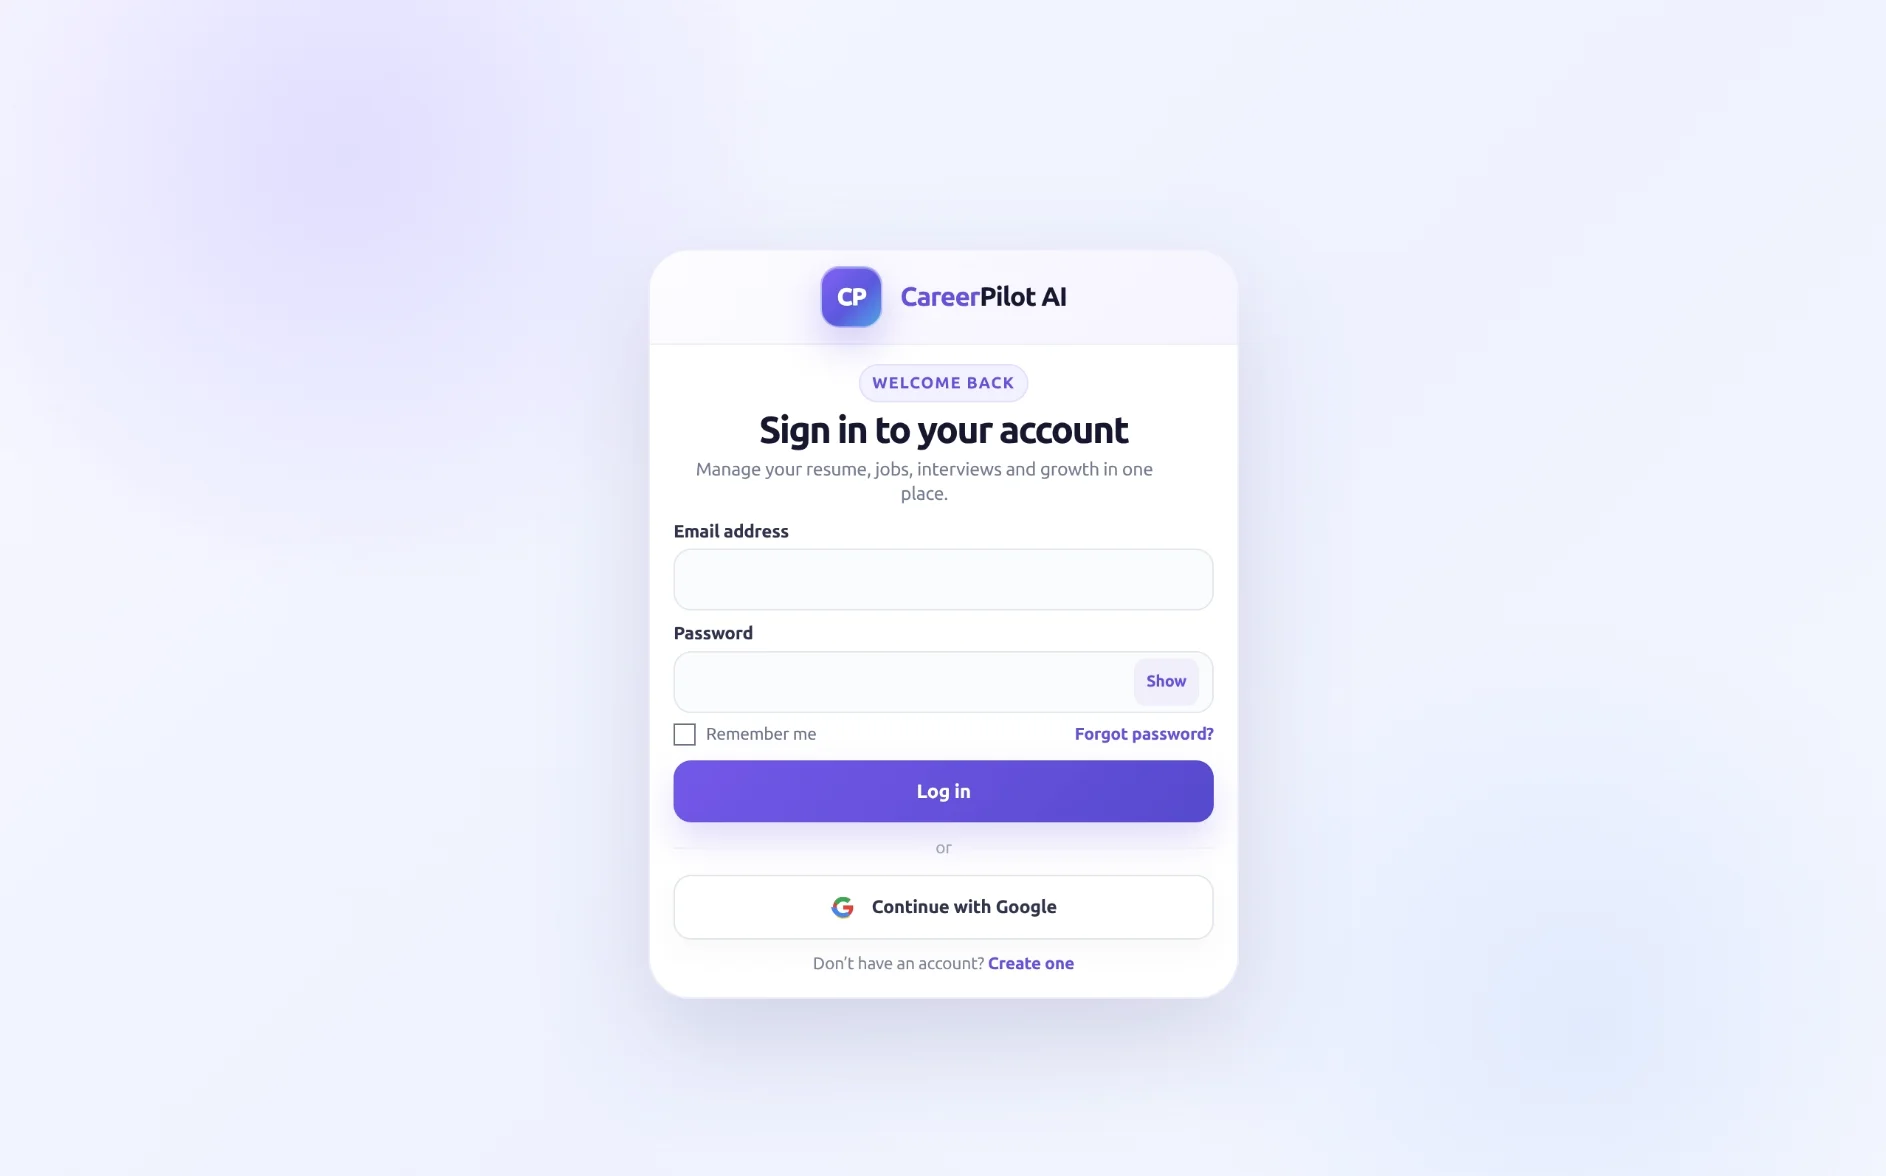 CP CareerPilot AI
WELCOME BACK
Sign in to your account
Manage your resume, jobs, interviews and growth in one
place.
Email address
Password
Show
Remember me Forgot password?
Log in
or
Continue with Google
Don’t have an account? Create one